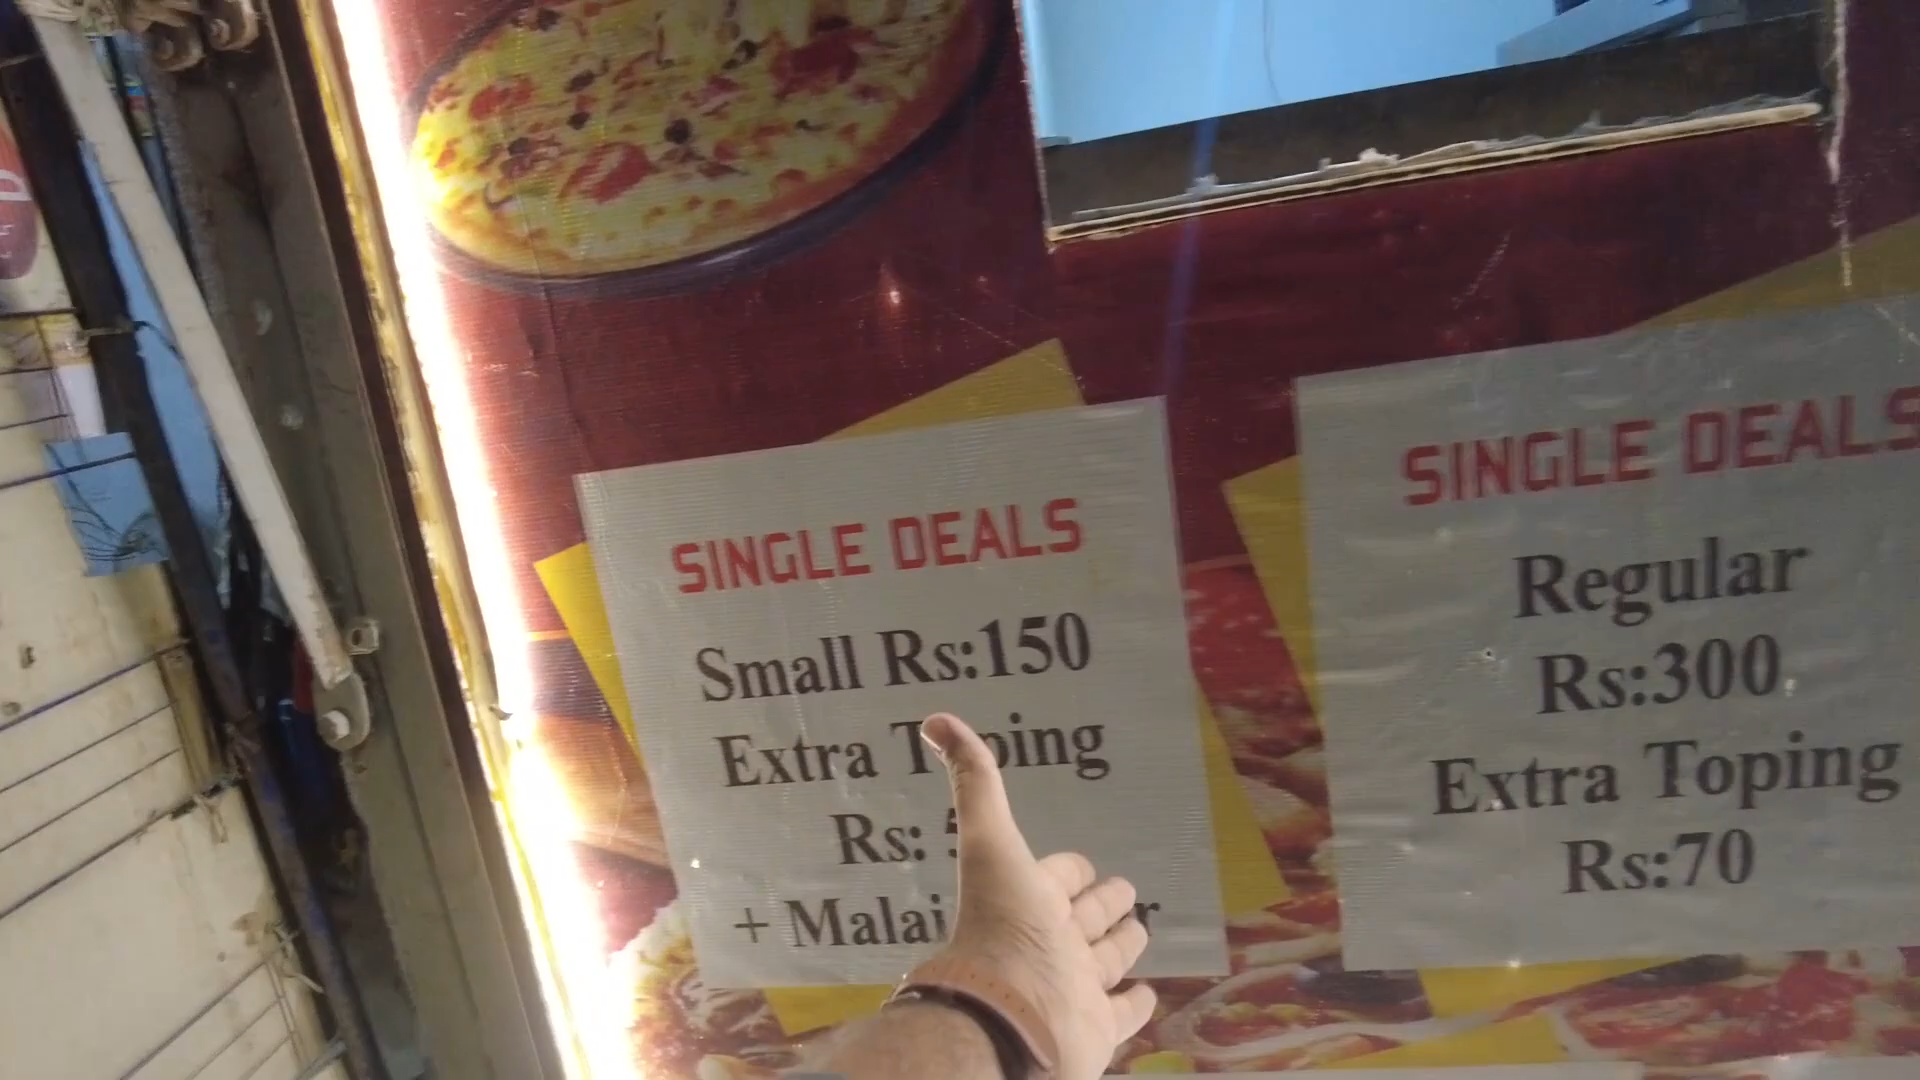 SINGLE DEALS
Small Rs:150
Extra
Rs:
+ Malai
SINGLE DEALS
Regular
Rs:300
Extra Toping
Rs:70